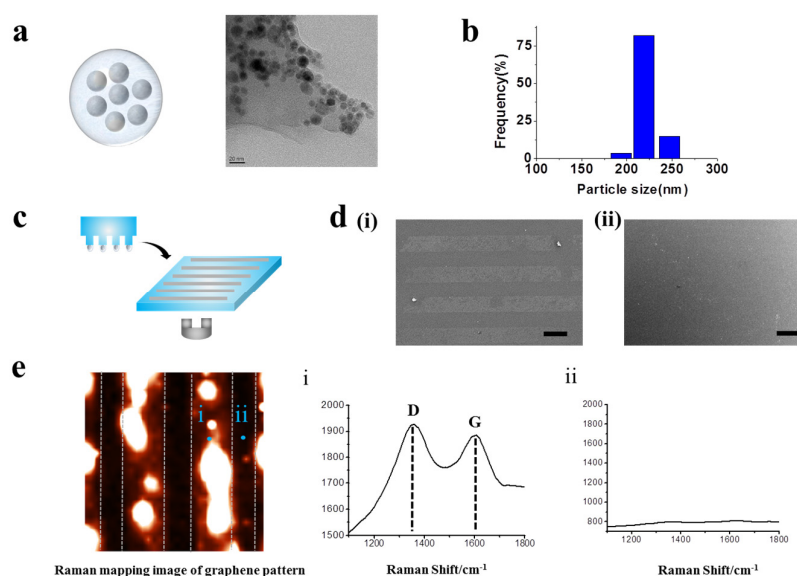 a
20 nm
b
Frequency(%)
75
50
25
0
100 150 200 250 300
Particle size(nm)
c
d (i)
(ii)
e
i
ii
Raman mapping image of graphene pattern
i
2000
1900
1800
1700
1600
1500
D
G
1200 1400 1600 1800
Raman Shift/cm⁻¹
ii
2000
1800
1600
1400
1200
1000
800
1200 1400 1600 1800
Raman Shift/cm⁻¹